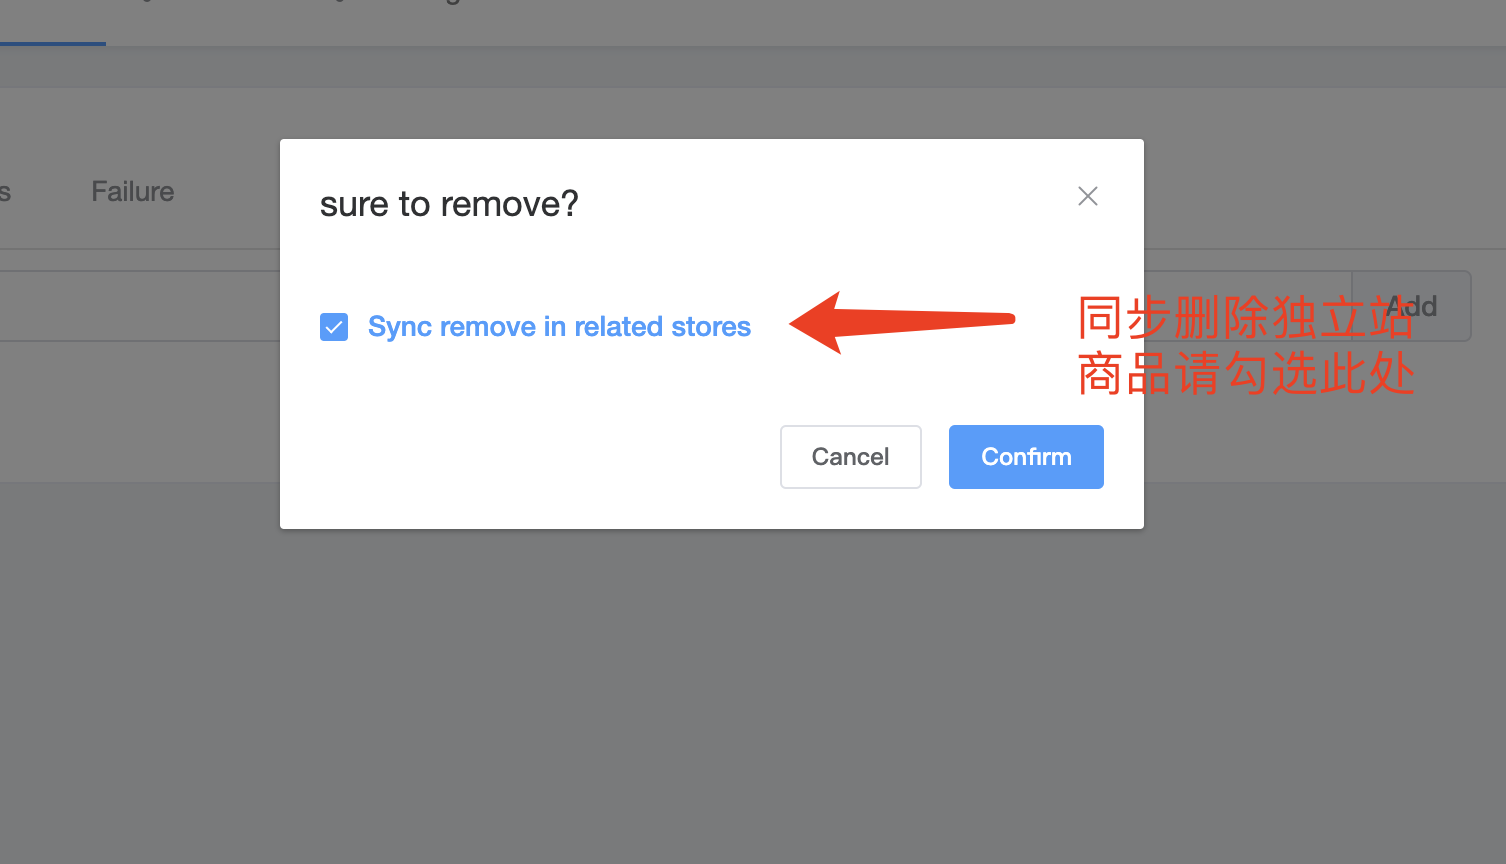 s Failure
sure to remove?
Sync remove in related stores
Add
同步删除独立站
商品请勾选此处
Cancel Confirm